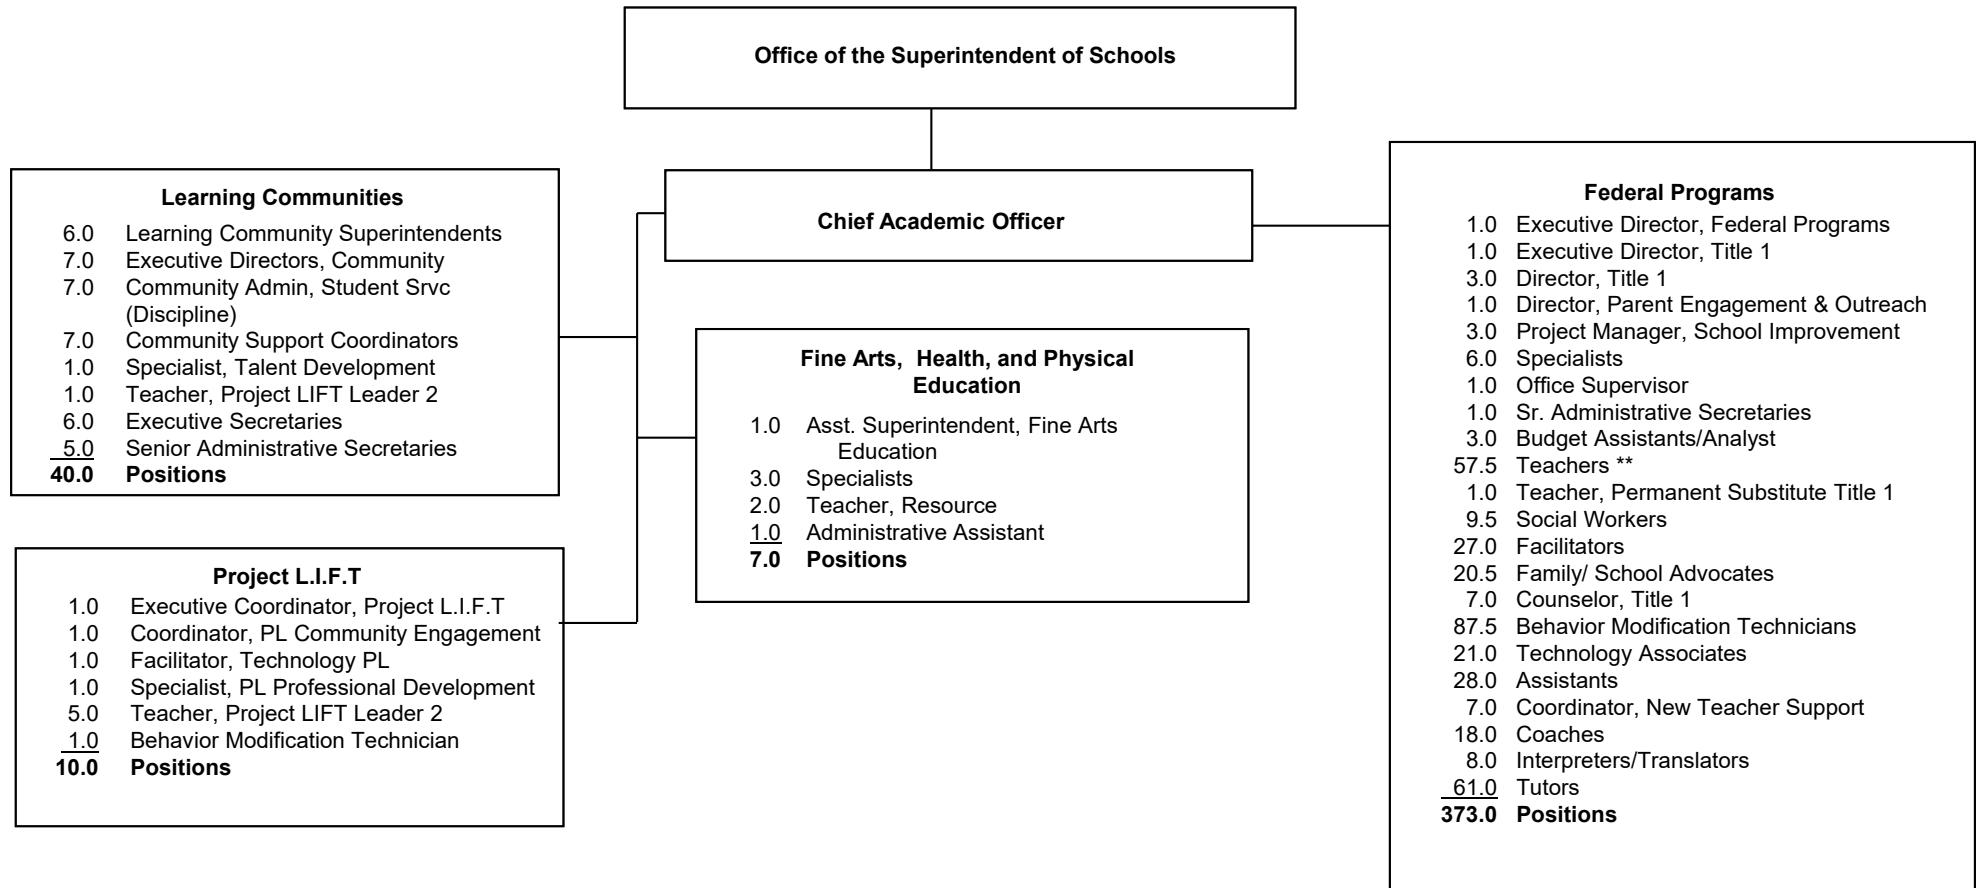 Office of the Superintendent of Schools
Chief Academic Officer
Learning Communities
6.0 Learning Community Superintendents
7.0 Executive Directors, Community
7.0 Community Admin, Student Srvc
(Discipline)
7.0 Community Support Coordinators
1.0 Specialist, Talent Development
1.0 Teacher, Project LIFT Leader 2
6.0 Executive Secretaries
5.0 Senior Administrative Secretaries
40.0 Positions
Project L.I.F.T
1.0 Executive Coordinator, Project L.I.F.T
1.0 Coordinator, PL Community Engagement
1.0 Facilitator, Technology PL
1.0 Specialist, PL Professional Development
5.0 Teacher, Project LIFT Leader 2
1.0 Behavior Modification Technician
10.0 Positions
Fine Arts, Health, and Physical
Education
1.0 Asst. Superintendent, Fine Arts
Education
3.0 Specialists
2.0 Teacher, Resource
1.0 Administrative Assistant
7.0 Positions
Federal Programs
1.0 Executive Director, Federal Programs
1.0 Executive Director, Title 1
3.0 Director, Title 1
1.0 Director, Parent Engagement & Outreach
3.0 Project Manager, School Improvement
6.0 Specialists
1.0 Office Supervisor
1.0 Sr. Administrative Secretaries
3.0 Budget Assistants/Analyst
57.5 Teachers **
1.0 Teacher, Permanent Substitute Title 1
9.5 Social Workers
27.0 Facilitators
20.5 Family/ School Advocates
7.0 Counselor, Title 1
87.5 Behavior Modification Technicians
21.0 Technology Associates
28.0 Assistants
7.0 Coordinator, New Teacher Support
18.0 Coaches
8.0 Interpreters/Translators
61.0 Tutors
373.0 Positions